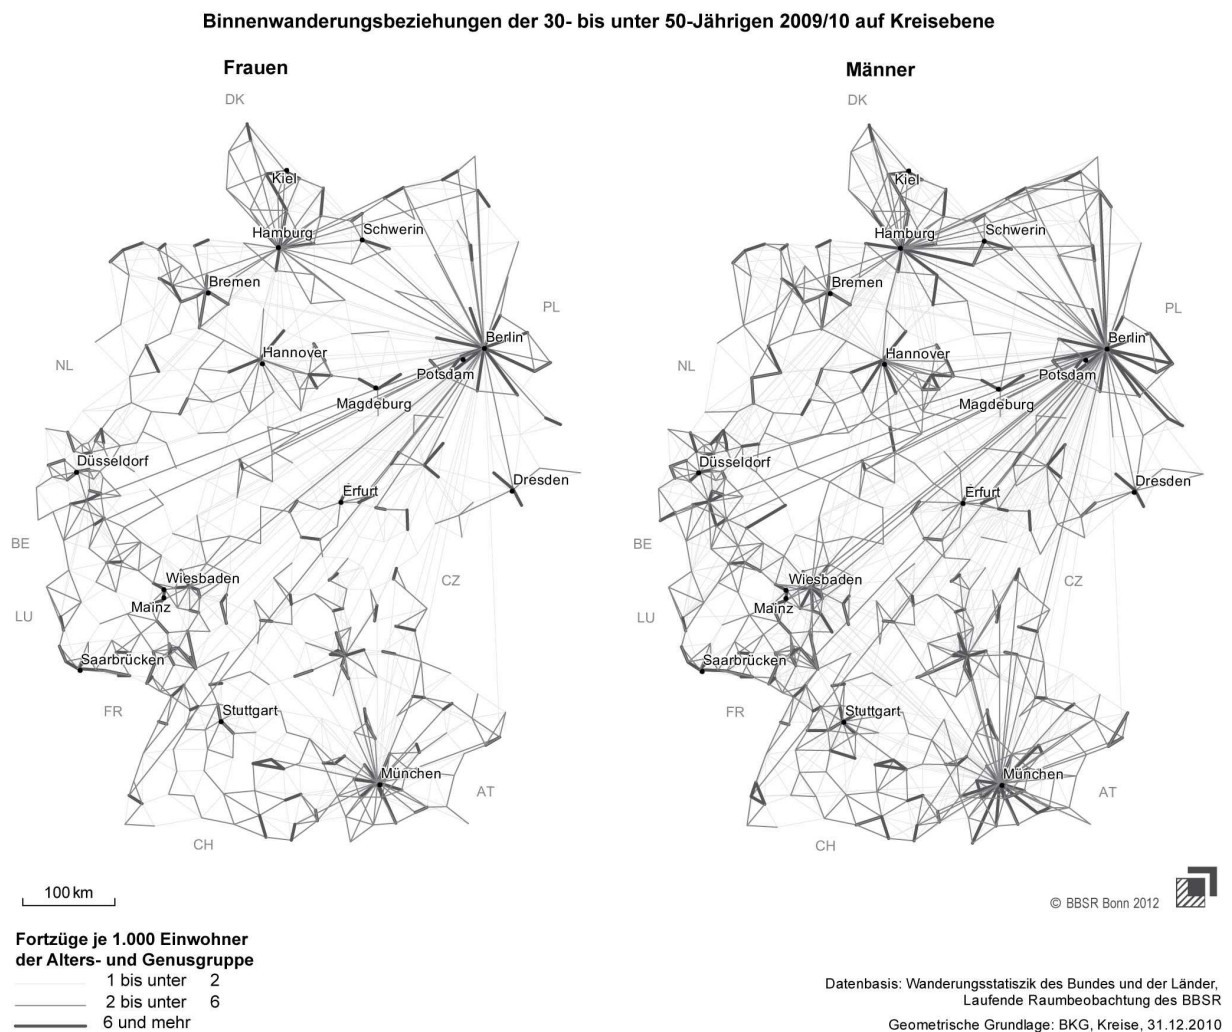 Binnenwanderungsbeziehungen der 30- bis unter 50-Jährigen 2009/10 auf Kreisebene
Frauen
DK
Kiel
Hamburg
Schwerin
Bremen
PL
Berlin
NL
Hannover
Potsdam
Magdeburg
Düsseldorf
Dresden
Erfurt
BE
Wiesbaden
CZ
Mainz
LU
Saarbrücken
FR
Stuttgart
München
AT
CH
Männer
DK
Kiel
Hamburg
Schwerin
Bremen
PL
Berlin
NL
Hannover
Potsdam
Magdeburg
Düsseldorf
Dresden
Erfurt
BE
Wiesbaden
CZ
Mainz
LU
Saarbrücken
FR
Stuttgart
München
AT
CH
100 km
© BBSR Bonn 2012
Fortzüge je 1.000 Einwohner
der Alters- und Genusgruppe
1 bis unter 2
2 bis unter 6
6 und mehr
Datenbasis: Wanderungsstatiszik des Bundes und der Länder,
Laufende Raumbeobachtung des BBSR
Geometrische Grundlage: BKG, Kreise, 31.12.2010